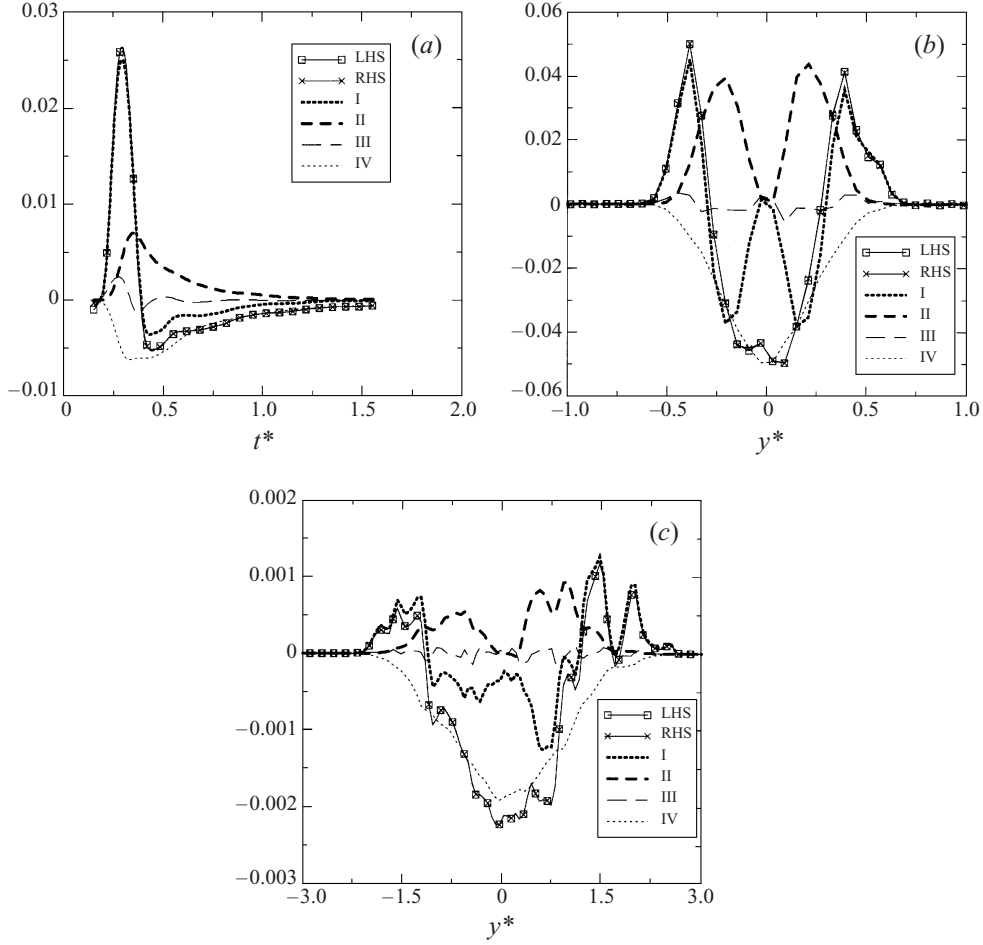 (a)
0.03
0.02
0.01
0
–0.01
0
0.5
1.0
1.5
2.0
t*
LHS
RHS
I
II
III
IV
(b)
0.06
0.04
0.02
0
–0.02
–0.04
–0.06
–1.0
–0.5
0
0.5
1.0
y*
LHS
RHS
I
II
III
IV
(c)
0.002
0.001
0
–0.001
–0.002
–0.003
–3.0
–1.5
0
1.5
3.0
y*
LHS
RHS
I
II
III
IV